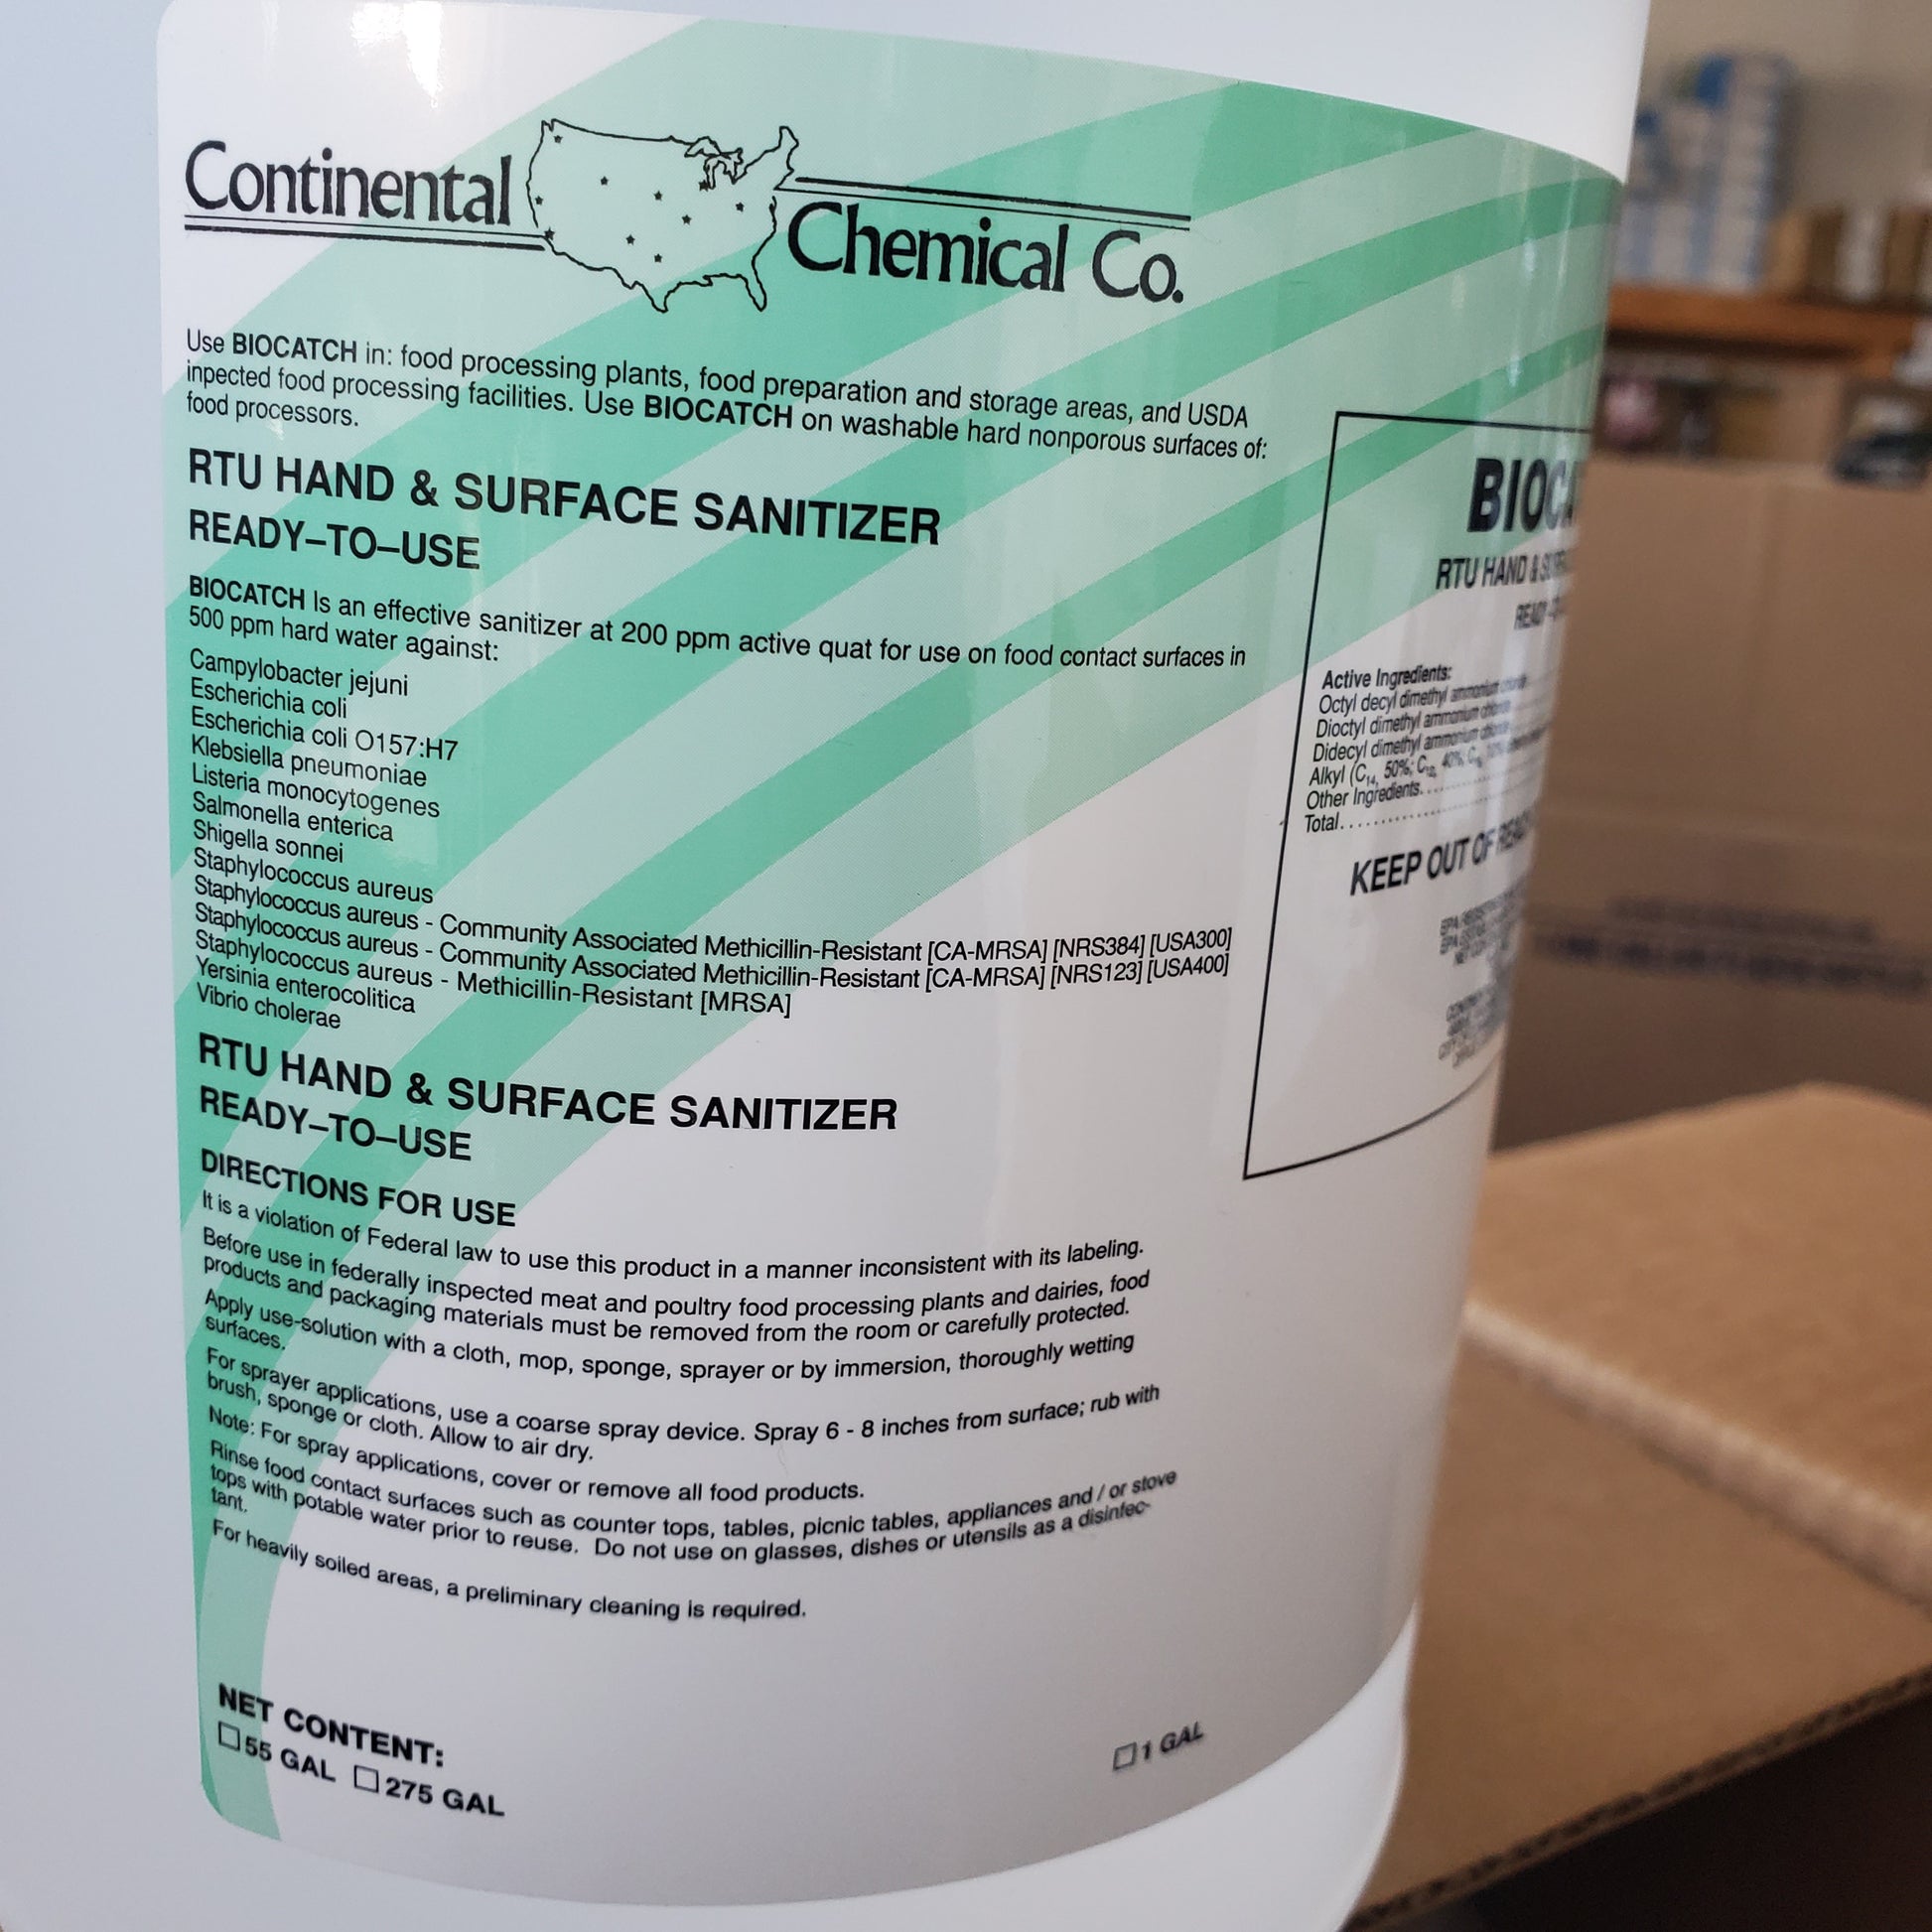 Continental Chemical Co.
Use BIOCATCH in: food processing plants, food preparation and storage areas, and USDA
inpected food processing facilities. Use BIOCATCH on washable hard nonporous surfaces of:
food processors.
RTU HAND & SURFACE SANITIZER
READY–TO–USE
BIOCATCH Is an effective sanitizer at 200 ppm active quat for use on food contact surfaces in
500 ppm hard water against:
Campylobacter jejuni
Escherichia coli
Escherichia coli O157:H7
Klebsiella pneumoniae
Listeria monocytogenes
Salmonella enterica
Shigella sonnei
Staphylococcus aureus
Staphylococcus aureus - Community Associated Methicillin-Resistant [CA-MRSA] [NRS384] [USA300]
Staphylococcus aureus - Community Associated Methicillin-Resistant [CA-MRSA] [NRS123] [USA400]
Staphylococcus aureus - Methicillin-Resistant [MRSA]
Yersinia enterocolitica
Vibrio cholerae
RTU HAND & SURFACE SANITIZER
READY–TO–USE
DIRECTIONS FOR USE
It is a violation of Federal law to use this product in a manner inconsistent with its labeling.
Before use in federally inspected meat and poultry food processing plants and dairies, food
products and packaging materials must be removed from the room or carefully protected.
Apply use-solution with a cloth, mop, sponge, sprayer or by immersion, thoroughly wetting
surfaces.
For sprayer applications, use a coarse spray device. Spray 6 - 8 inches from surface; rub with
brush, sponge or cloth. Allow to air dry.
Note: For spray applications, cover or remove all food products.
Rinse food contact surfaces such as counter tops, tables, picnic tables, appliances and / or stove
tops with potable water prior to reuse. Do not use on glasses, dishes or utensils as a disinfec-
tant.
For heavily soiled areas, a preliminary cleaning is required.
NET CONTENT:
55 GAL 275 GAL 1 GAL
BIOCA
RTU HAND &
Active Ingredients:
Octyl decyl dimethyl ammonium
Dioctyl dimethyl ammonium
Didecyl dimethyl ammonium
Alkyl (C14, 50%; C12, 40%,
Other Ingredients
Total
KEEP OUT OF